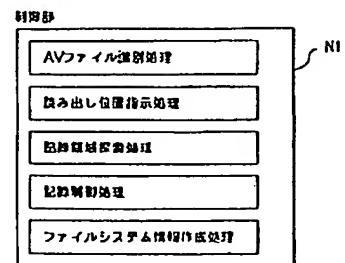 制御部
N1
AVファイル識別処理
読み出し位置指示処理
記録領域探索処理
記録制御処理
ファイルシステム情報作成処理